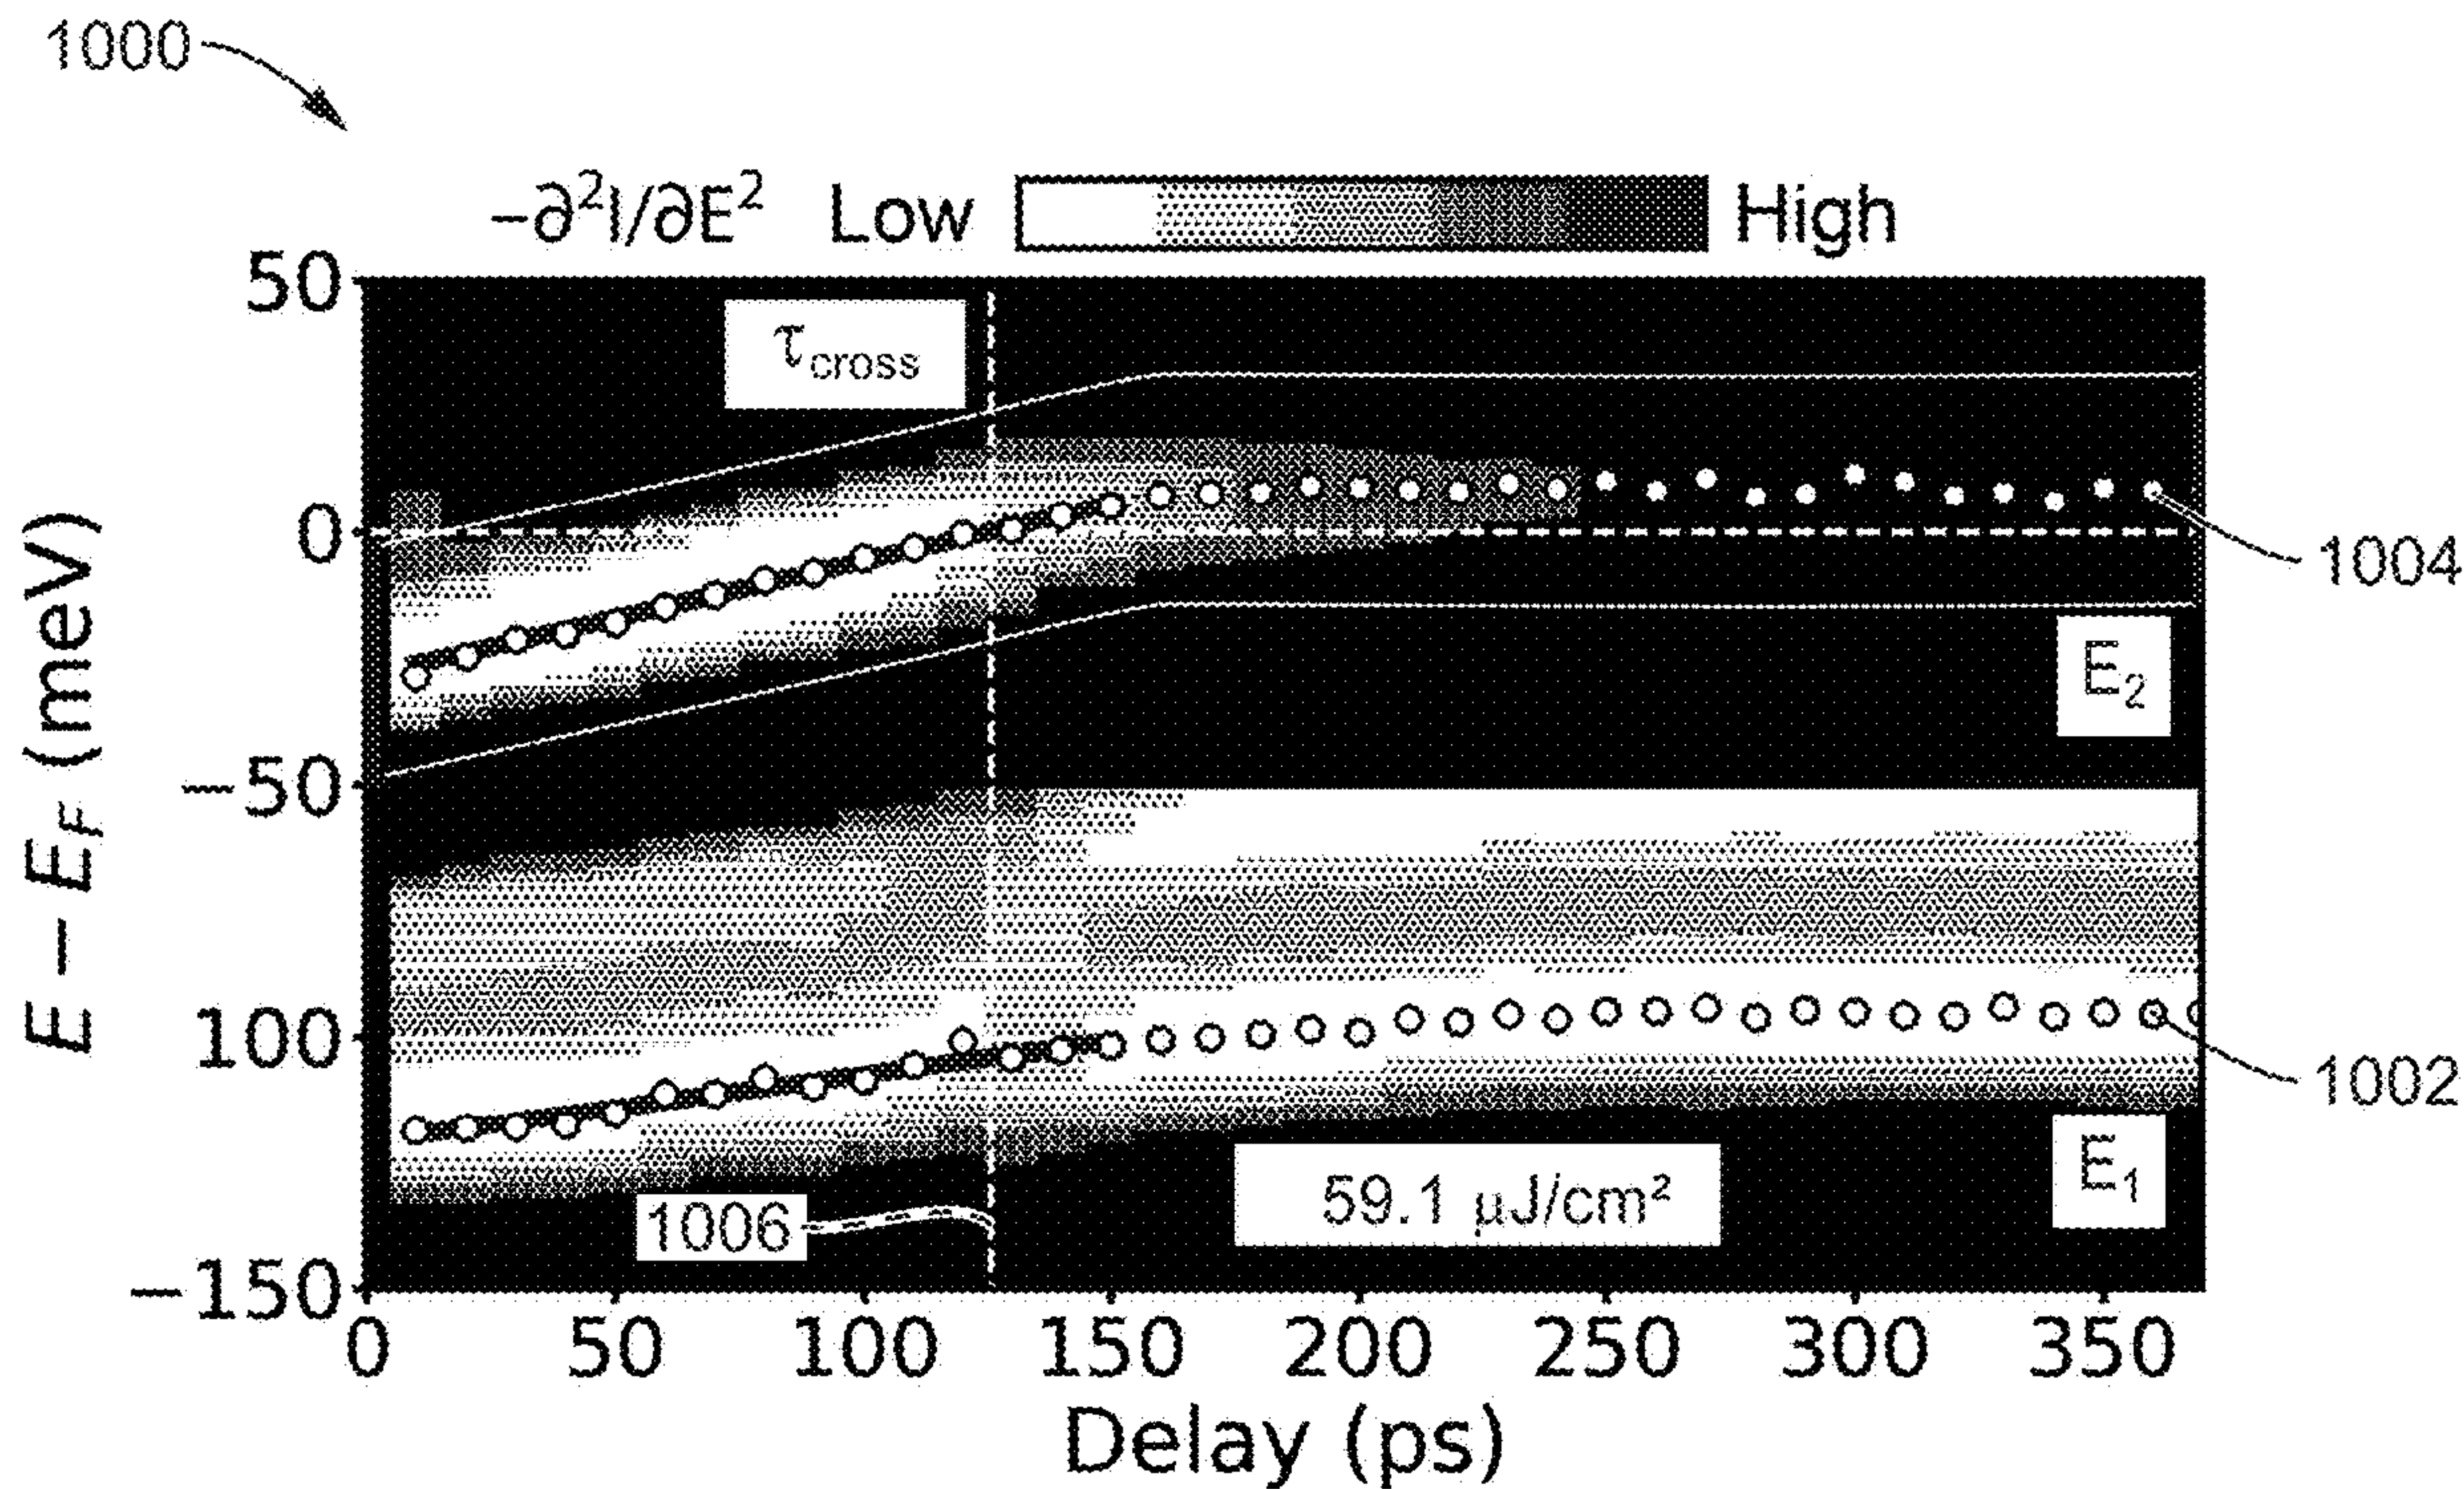 1000
−∂²I/∂E² Low High
50
0
−50
100
−150
E − E_F (meV)
τcross
E₂
1004
1002
E₁
1006
59.1 µJ/cm²
0 50 100 150 200 250 300 350
Delay (ps)